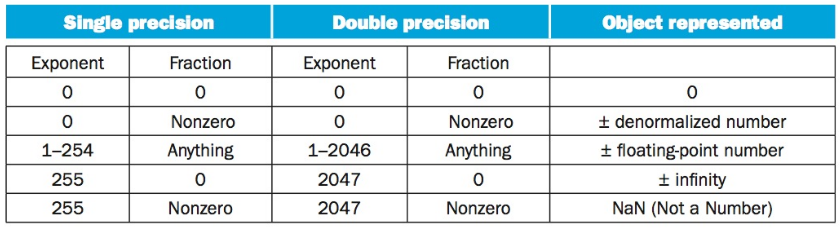 Single precision Double precision Object represented
Exponent Fraction Exponent Fraction
0 0 0 0 0
0 Nonzero 0 Nonzero ± denormalized number
1–254 Anything 1–2046 Anything ± floating-point number
255 0 2047 0 ± infinity
255 Nonzero 2047 Nonzero NaN (Not a Number)